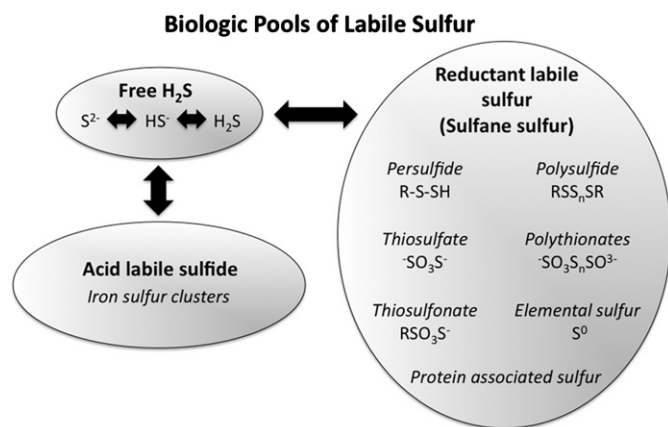 Biologic Pools of Labile Sulfur
Free H₂S
S²⁻ HS⁻ H₂S
Acid labile sulfide
Iron sulfur clusters
Reductant labile
sulfur
(Sulfane sulfur)
Persulfide Polysulfide
R-S-SH RSSₙSR
Thiosulfate Polythionates
⁻SO₃S⁻ ⁻SO₃SₙSO³⁻
Thiosulfonate Elemental sulfur
RSO₃S⁻ S⁰
Protein associated sulfur